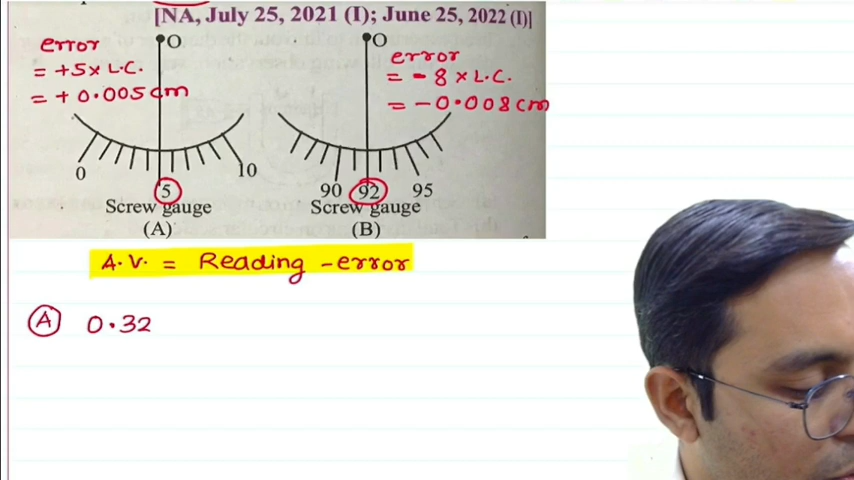 [NA, July 25, 2021 (I); June 25, 2022 (I)]
error
= +5 × L.C.
= + 0.005 cm
O
0
5
10
Screw gauge
(A)
O
error
= - 8 × L.C.
= - 0.008 cm
90 92 95
Screw gauge
(B)
A.V. = Reading - error
A 0.32